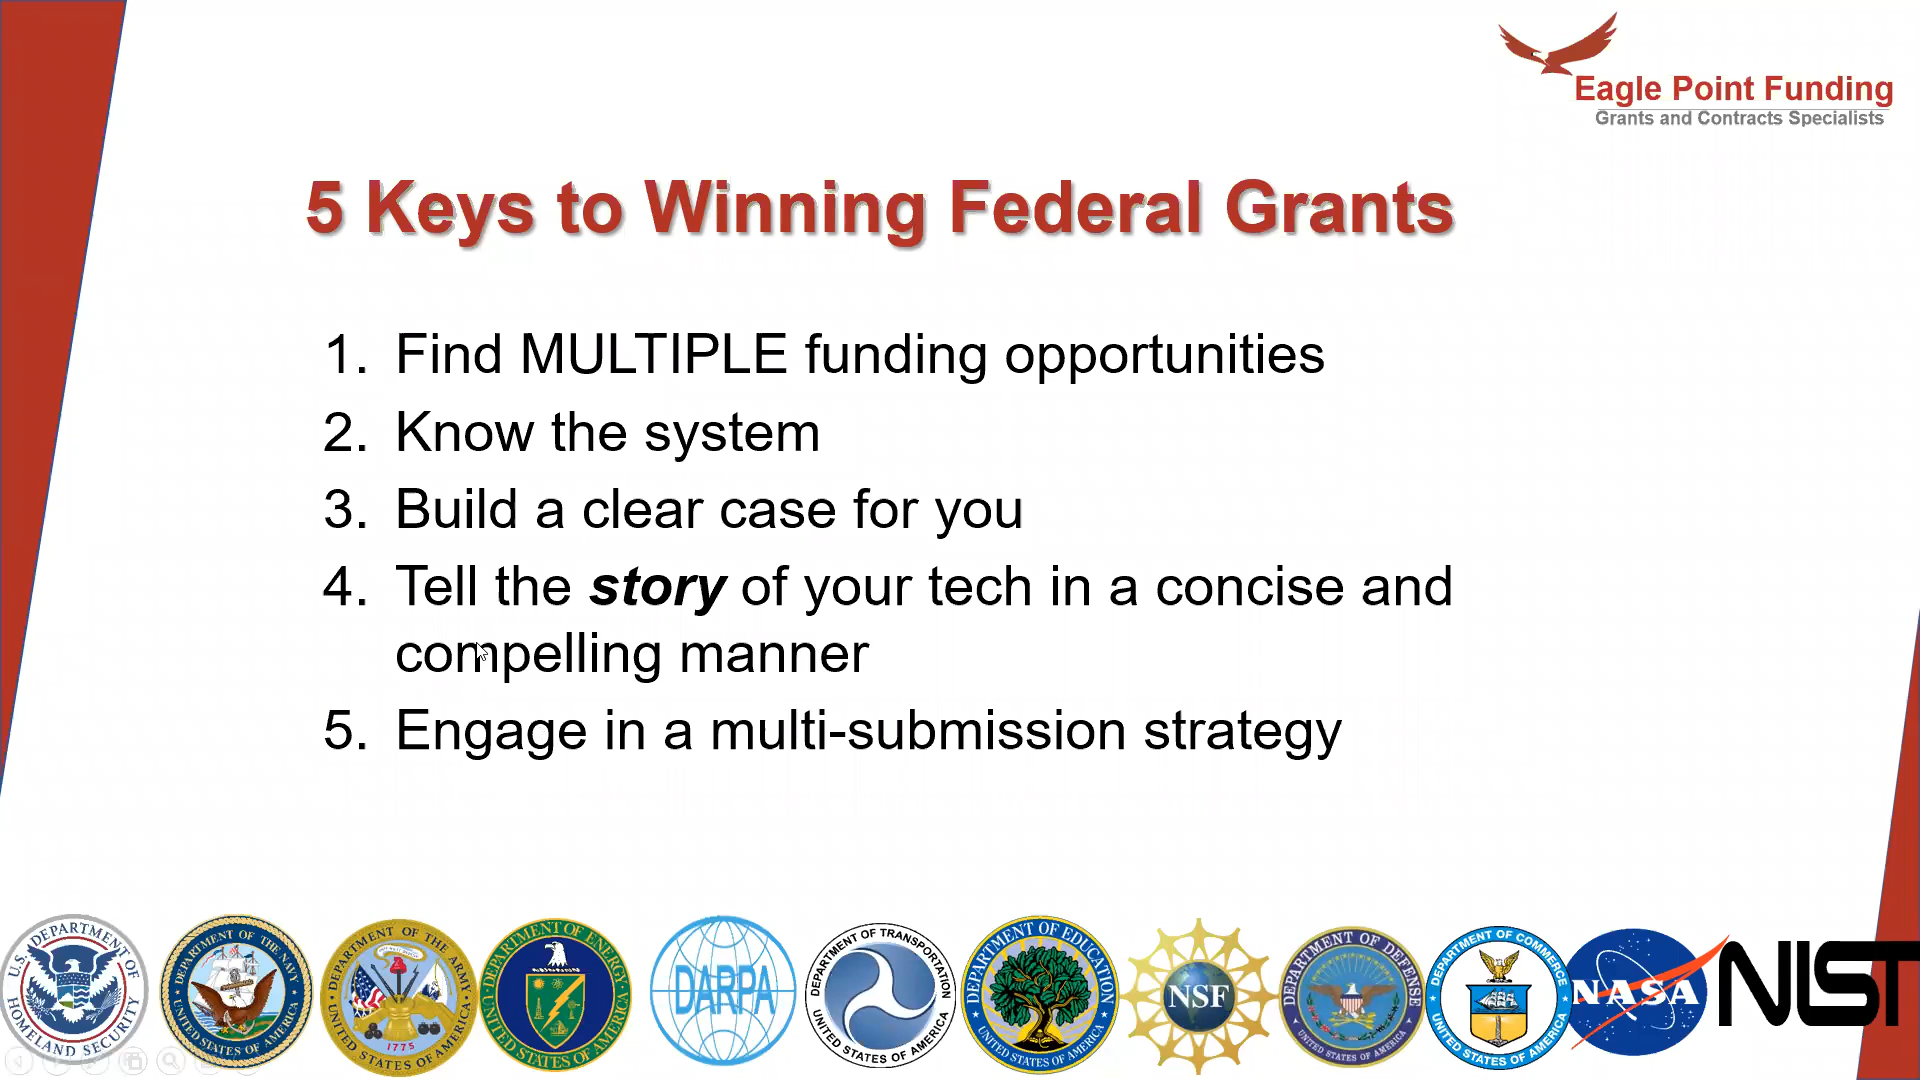 Eagle Point Funding
Grants and Contracts Specialists
5 Keys to Winning Federal Grants
1. Find MULTIPLE funding opportunities
2. Know the system
3. Build a clear case for you
4. Tell the story of your tech in a concise and
compelling manner
5. Engage in a multi-submission strategy
U.S. DEPARTMENT OF HOMELAND SECURITY
DEPARTMENT OF THE NAVY UNITED STATES OF AMERICA
DEPARTMENT OF THE ARMY UNITED STATES OF AMERICA
1775
DEPARTMENT OF ENERGY UNITED STATES OF AMERICA
DARPA
DEPARTMENT OF TRANSPORTATION UNITED STATES OF AMERICA
DEPARTMENT OF EDUCATION UNITED STATES OF AMERICA
NSF
DEPARTMENT OF DEFENSE UNITED STATES OF AMERICA
DEPARTMENT OF COMMERCE UNITED STATES OF AMERICA
NASA
NIST